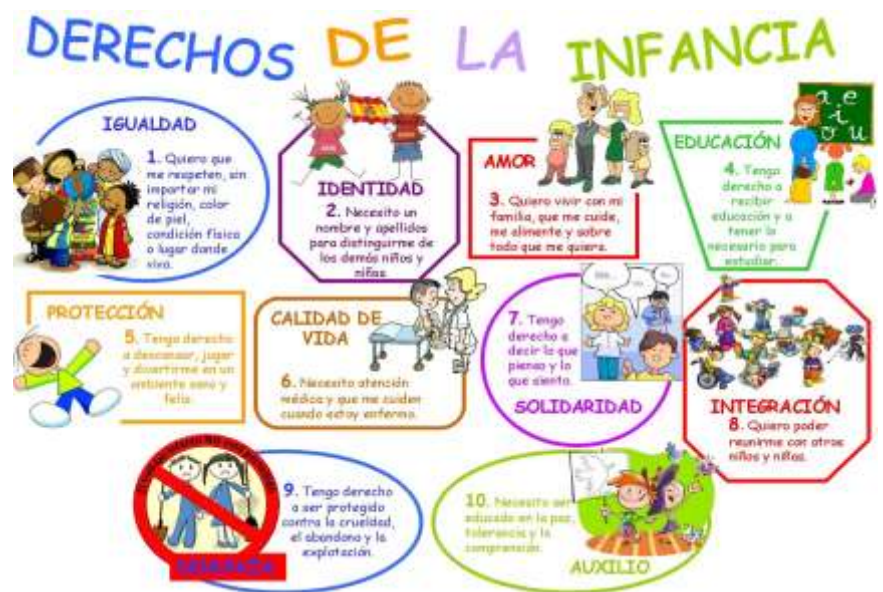 DERECHOS DE LA INFANCIA
IGUALDAD
1. Quiero que
me respeten, sin
importar mi
religión, color
de piel,
condición física
o lugar donde
viva.
IDENTIDAD
2. Necesito un
nombre y apellidos
para distinguirme de
los demás niños y
niñas.
AMOR
3. Quiero vivir con mi
familia, que me cuide,
me alimente y sobre
todo que me quiera.
EDUCACIÓN
4. Tengo
derecho a
recibir
educación y a
tener lo
necesario para
estudiar.
a e
i
o u
PROTECCIÓN
5. Tengo derecho
a descansar, jugar
y divertirme en un
ambiente sano y
feliz.
CALIDAD DE
VIDA
6. Necesito atención
médica y que me cuiden
cuando estoy enfermo.
7. Tengo
derecho a
decir lo que
pienso y lo
que siento.
SOLIDARIDAD
INTEGRACIÓN
8. Quiero poder
reunirme con otros
niños y niñas.
9. Tengo derecho
a ser protegido
contra la crueldad,
el abandono y la
explotación.
10. Necesito ser
educado en la paz,
tolerancia y la
comprensión.
AUXILIO